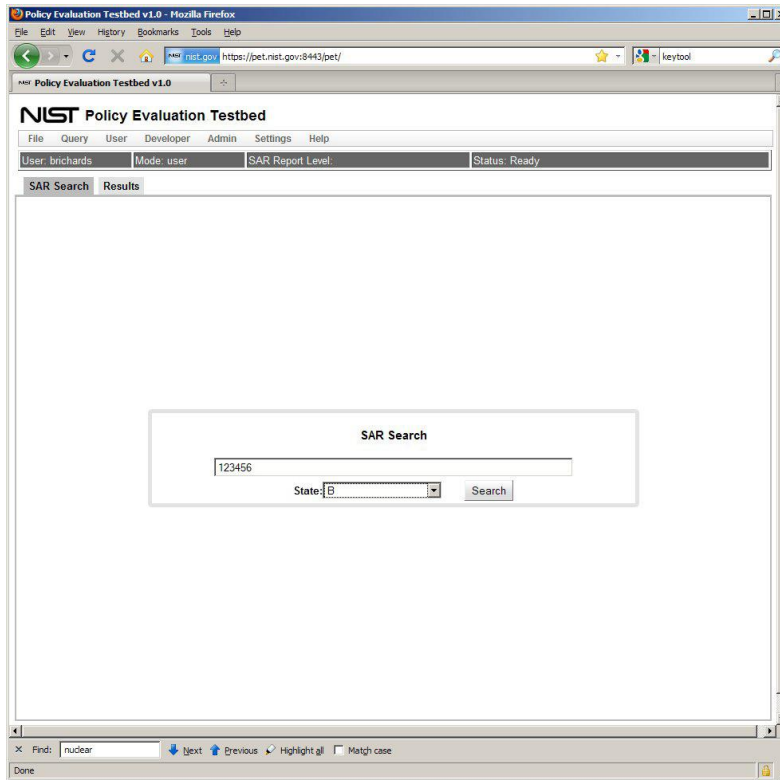 Policy Evaluation Testbed v1.0 - Mozilla Firefox
File Edit View History Bookmarks Tools Help
NIST nist.gov https://pet.nist.gov:8443/pet/ keytool
NIST Policy Evaluation Testbed v1.0
NIST Policy Evaluation Testbed
File Query User Developer Admin Settings Help
User: brichards Mode: user SAR Report Level: Status: Ready
SAR Search Results
SAR Search
123456
State: B Search
Find: nuclear Next Previous Highlight all Match case
Done